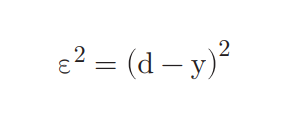 ε² = (d − y)²